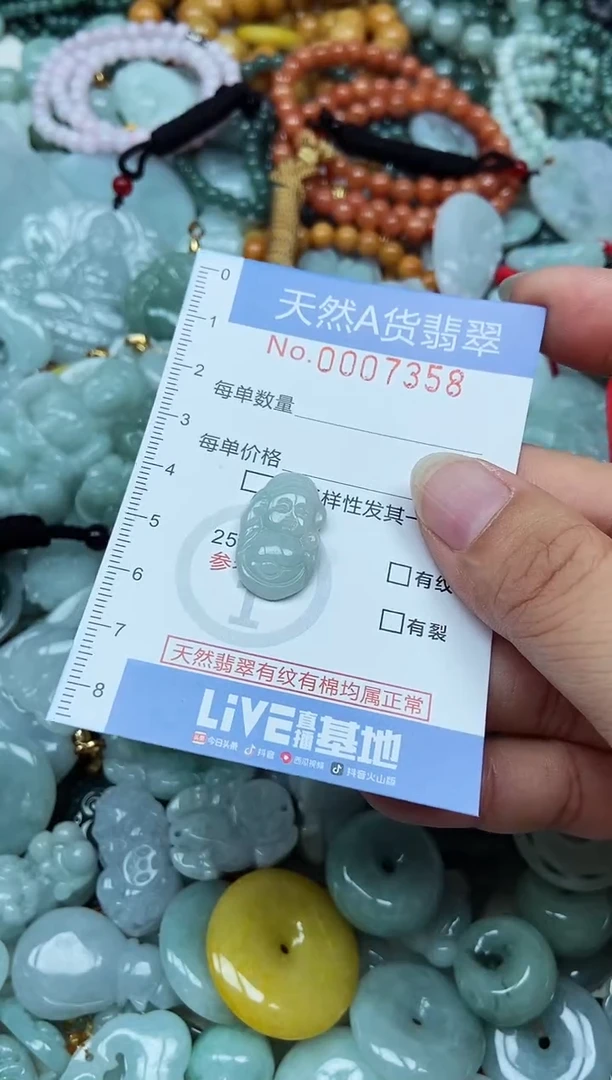 0
1
2
3
4
5
6
7
8
天然A货翡翠
No.0007358
每单数量
每单价格
样性发其一
25
参
有纹
有裂
天然翡翠有纹有棉均属正常
LiVE直播基地
头条 今日头条 抖音 西瓜视频 抖音火山版